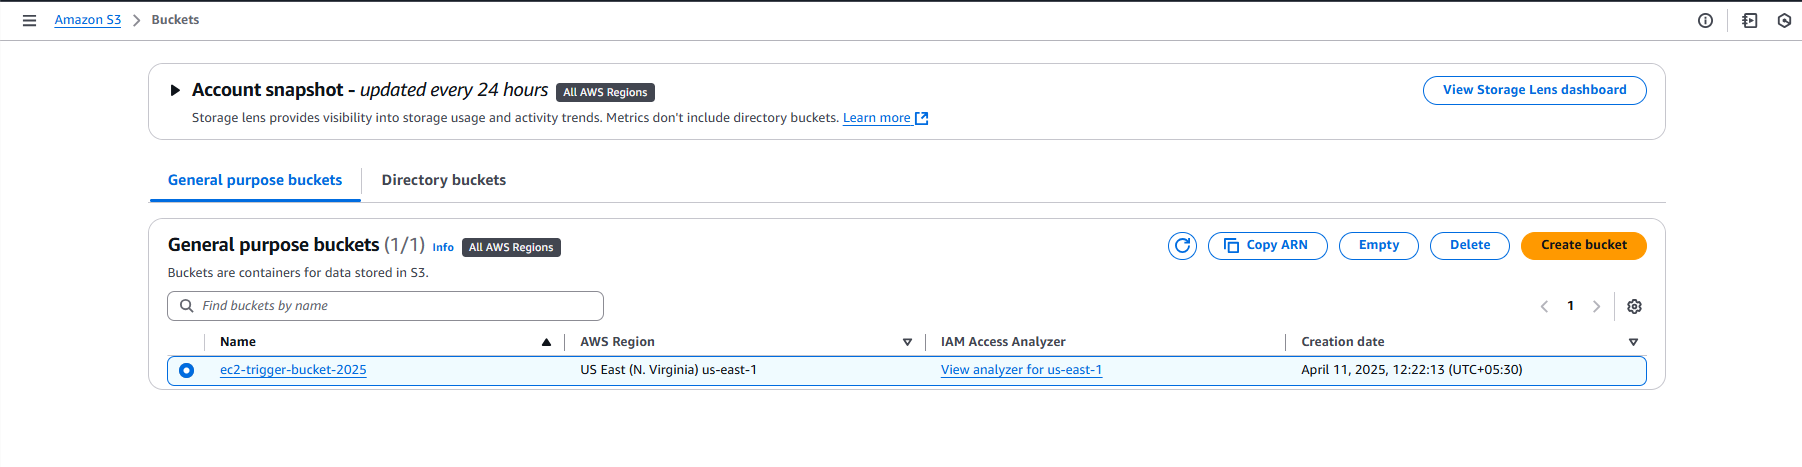 Amazon S3 > Buckets
Account snapshot - updated every 24 hours All AWS Regions
View Storage Lens dashboard
Storage lens provides visibility into storage usage and activity trends. Metrics don't include directory buckets. Learn more
General purpose buckets Directory buckets
General purpose buckets (1/1) Info All AWS Regions
Copy ARN Empty Delete Create bucket
Buckets are containers for data stored in S3.
Find buckets by name
1
Name AWS Region IAM Access Analyzer Creation date
ec2-trigger-bucket-2025 US East (N. Virginia) us-east-1 View analyzer for us-east-1 April 11, 2025, 12:22:13 (UTC+05:30)